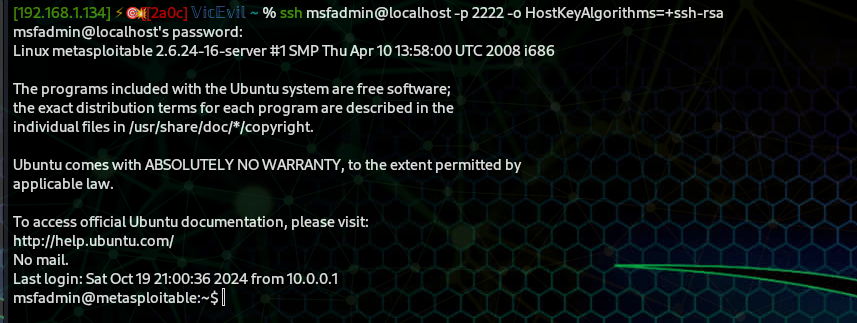 [192.168.1.134] ⚡🎯💥[[2a0c] 𝕍𝕚𝕔𝔼𝕧𝕚𝕝 ~ % ssh msfadmin@localhost -p 2222 -o HostKeyAlgorithms=+ssh-rsa
msfadmin@localhost's password:
Linux metasploitable 2.6.24-16-server #1 SMP Thu Apr 10 13:58:00 UTC 2008 i686
The programs included with the Ubuntu system are free software;
the exact distribution terms for each program are described in the
individual files in /usr/share/doc/*/copyright.
Ubuntu comes with ABSOLUTELY NO WARRANTY, to the extent permitted by
applicable law.
To access official Ubuntu documentation, please visit:
http://help.ubuntu.com/
No mail.
Last login: Sat Oct 19 21:00:36 2024 from 10.0.0.1
msfadmin@metasploitable:~$